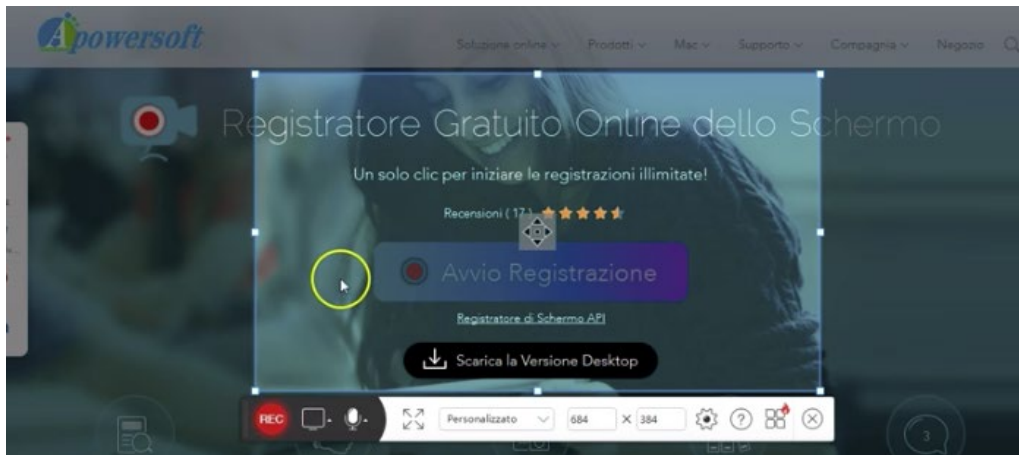 Apowersoft
Soluzione online Prodotti Mac Supporto Compagnia Negozio
Registratore Gratuito Online dello Schermo
Un solo clic per iniziare le registrazioni illimitate!
Recensioni ( 17 )
Avvio Registrazione
Registratore di Schermo API
Scarica la Versione Desktop
REC Personalizzato 684 X 384 ?
3